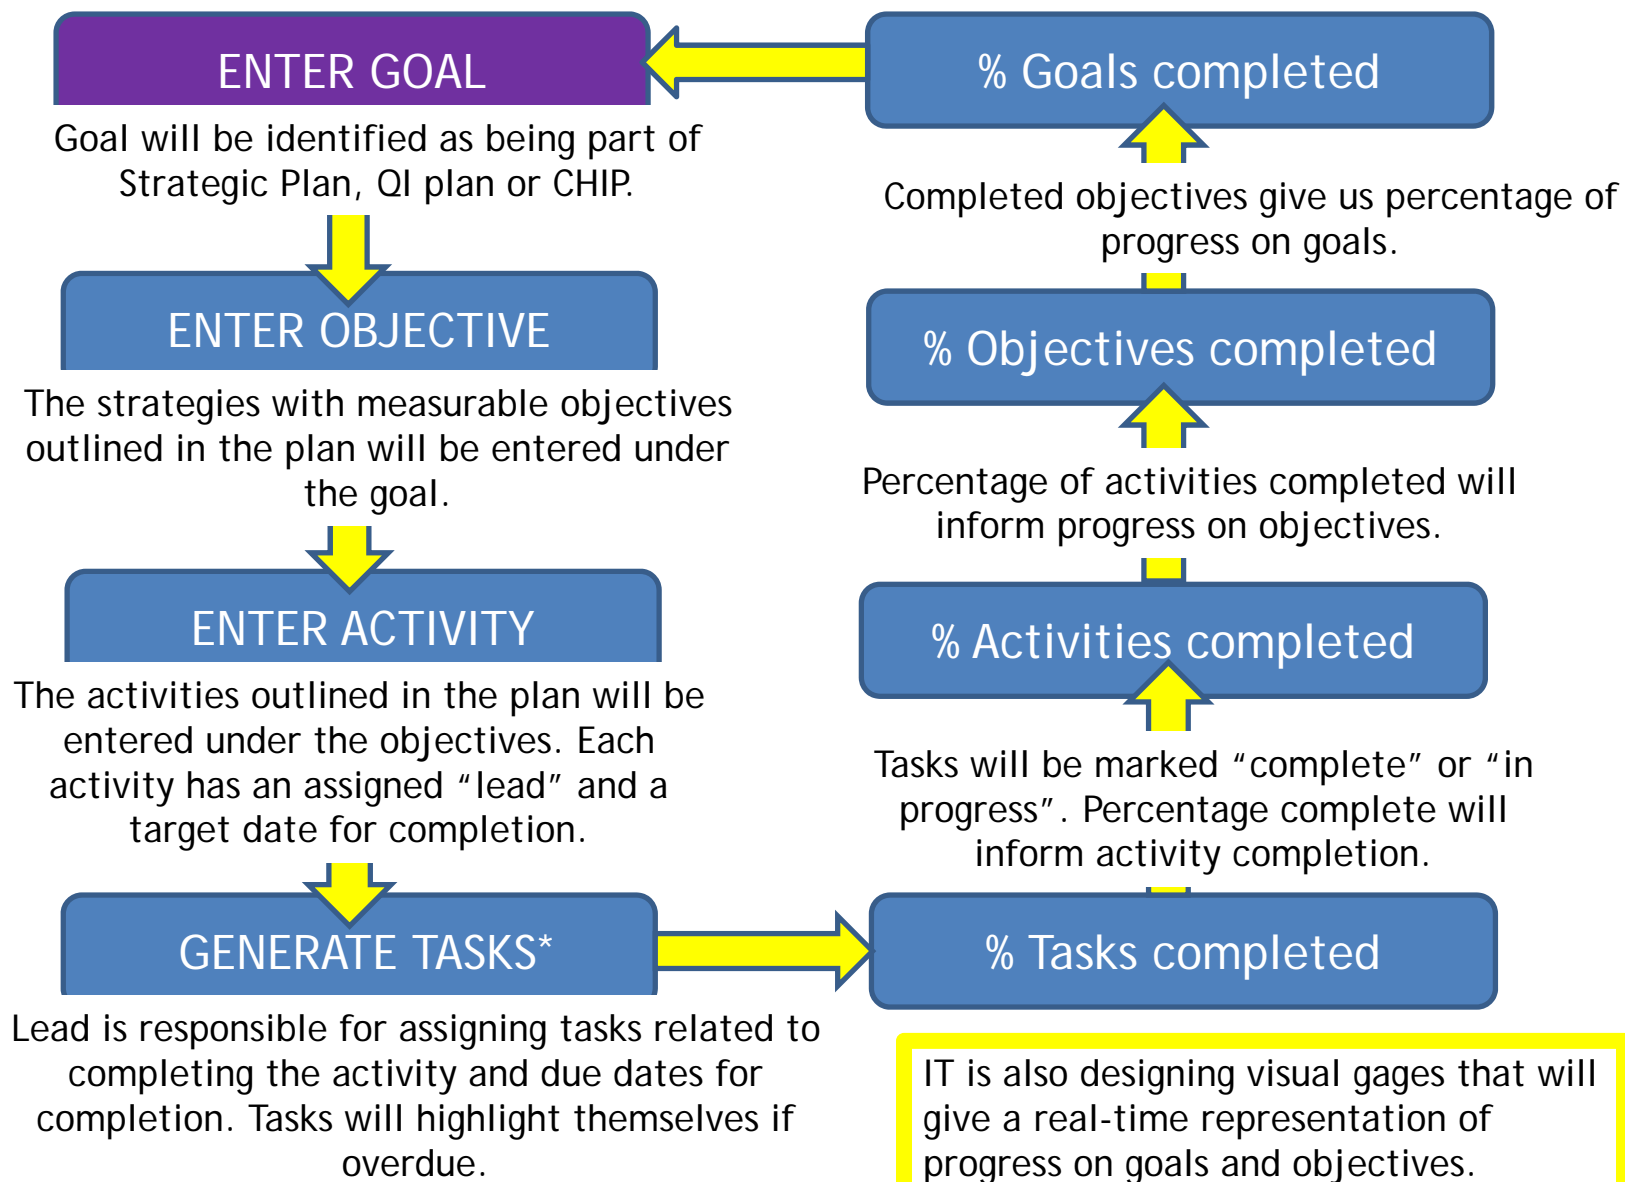 ENTER GOAL
Goal will be identified as being part of
Strategic Plan, QI plan or CHIP.
ENTER OBJECTIVE
The strategies with measurable objectives
outlined in the plan will be entered under
the goal.
ENTER ACTIVITY
The activities outlined in the plan will be
entered under the objectives. Each
activity has an assigned “lead” and a
target date for completion.
GENERATE TASKS*
Lead is responsible for assigning tasks related to
completing the activity and due dates for
completion. Tasks will highlight themselves if
overdue.
% Goals completed
Completed objectives give us percentage of
progress on goals.
% Objectives completed
Percentage of activities completed will
inform progress on objectives.
% Activities completed
Tasks will be marked “complete” or “in
progress”. Percentage complete will
inform activity completion.
% Tasks completed
IT is also designing visual gages that will
give a real-time representation of
progress on goals and objectives.